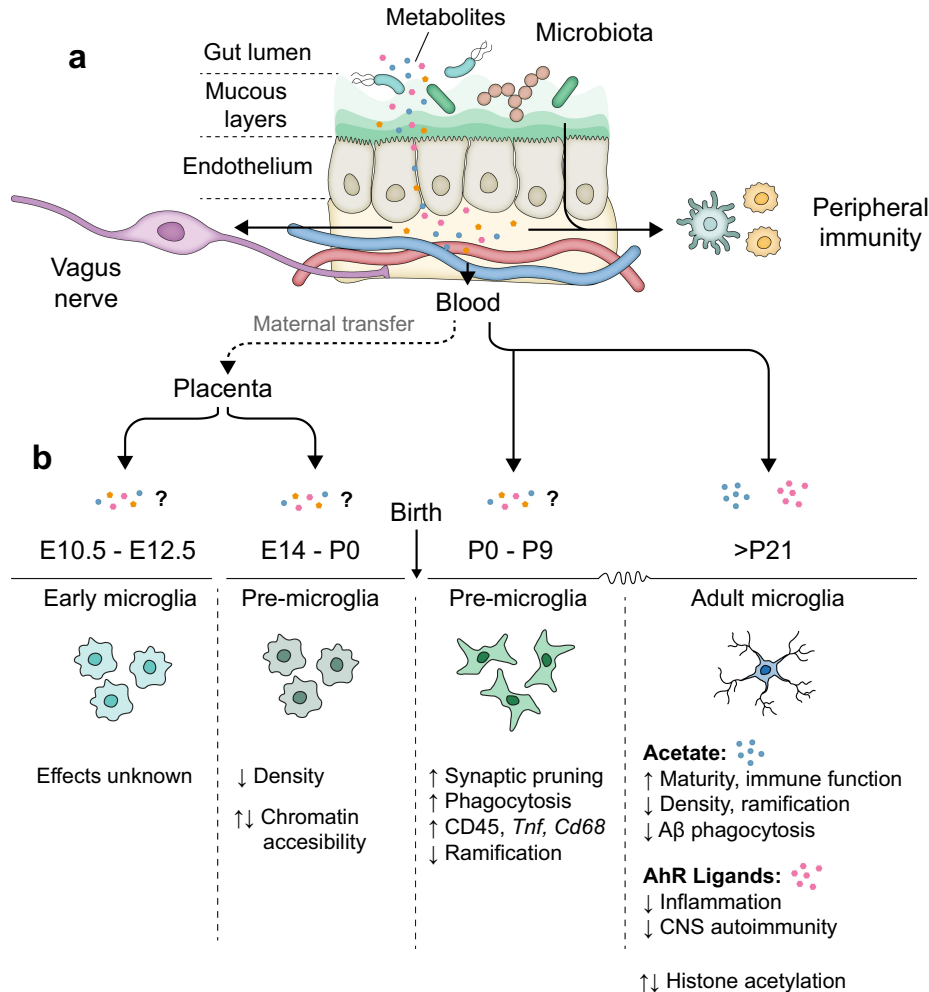 a
Metabolites
Microbiota
Gut lumen
Mucous
layers
Endothelium
Vagus
nerve
Peripheral
immunity
Blood
Maternal transfer
Placenta
b
?
?
Birth
?
E10.5 - E12.5
E14 - P0
P0 - P9
>P21
Early microglia
Pre-microglia
Pre-microglia
Adult microglia
Effects unknown
↓ Density
↑↓ Chromatin
accesibility
↑ Synaptic pruning
↑ Phagocytosis
↑ CD45, Tnf, Cd68
↓ Ramification
Acetate:
↑ Maturity, immune function
↓ Density, ramification
↓ Aβ phagocytosis
AhR Ligands:
↓ Inflammation
↓ CNS autoimmunity
↑↓ Histone acetylation